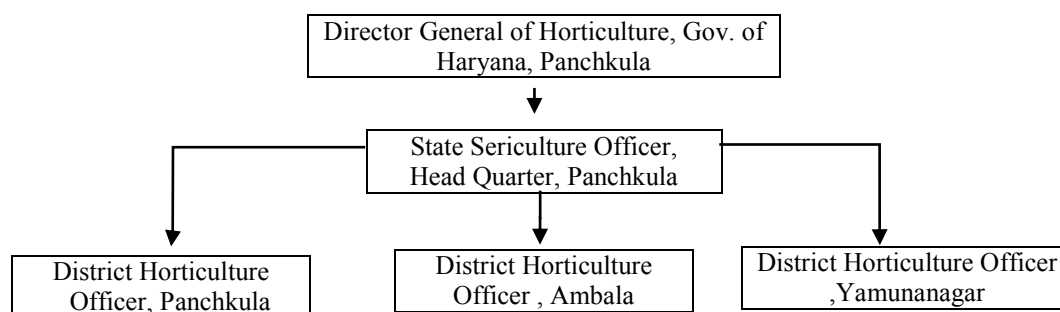 Director General of Horticulture, Gov. of
Haryana, Panchkula
State Sericulture Officer,
Head Quarter, Panchkula
District Horticulture
Officer, Panchkula
District Horticulture
Officer , Ambala
District Horticulture Officer
,Yamunanagar